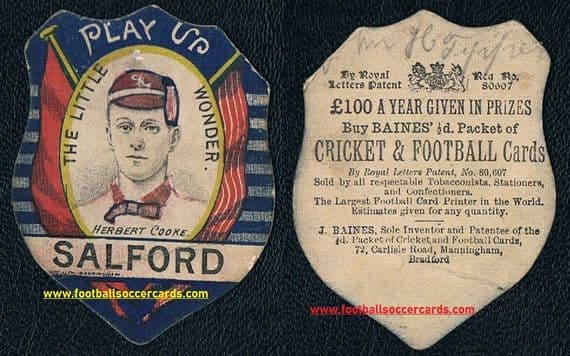 PLAY UP
THE LITTLE
WONDER.
HERBERT COOKE.
SALFORD
www.footballsoccercards.com
By Royal
Letters Patent
Reg No.
80607
£100 A YEAR GIVEN IN PRIZES
Buy BAINES' ½d. Packet of
CRICKET & FOOTBALL Cards
By Royal Letters Patent, No. 80,607
Sold by all respectable Tobacconists, Stationers,
and Confectioners.
The Largest Football Card Printer in the World.
Estimates given for any quantity.
J. BAINES, Sole Inventor and Patentee of the
½d. Packet of Cricket and Football Cards,
72, Carlisle Road, Manningham,
Bradford
www.footballsoccercards.com